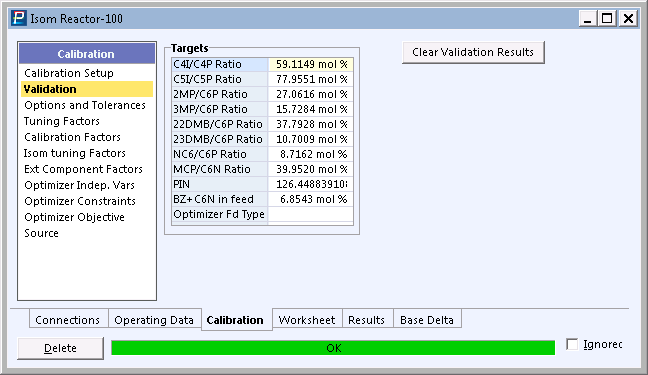 Isom Reactor-100
Calibration
Calibration Setup
Validation
Options and Tolerances
Tuning Factors
Calibration Factors
Isom tuning Factors
Ext Component Factors
Optimizer Indep. Vars
Optimizer Constraints
Optimizer Objective
Source
Targets
C4I/C4P Ratio 59.1149 mol %
C5I/C5P Ratio 77.9551 mol %
2MP/C6P Ratio 27.0616 mol %
3MP/C6P Ratio 15.7284 mol %
22DMB/C6P Ratio 37.7928 mol %
23DMB/C6P Ratio 10.7009 mol %
NC6/C6P Ratio 8.7162 mol %
MCP/C6N Ratio 39.9520 mol %
PIN 126.448839108
BZ+C6N in feed 6.8543 mol %
Optimizer Fd Type
Clear Validation Results
Connections Operating Data Calibration Worksheet Results Base Delta
Delete OK Ignored